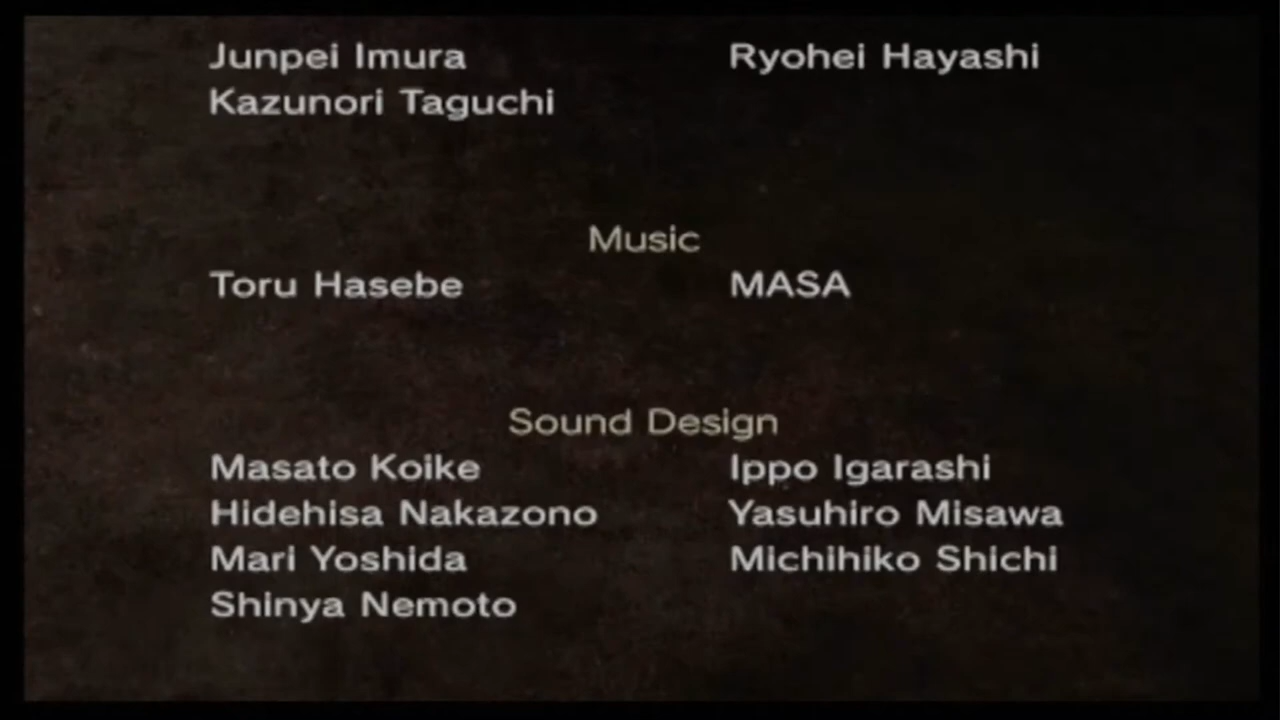 Junpei Imura Ryohei Hayashi
Kazunori Taguchi
Music
Toru Hasebe MASA
Sound Design
Masato Koike Ippo Igarashi
Hidehisa Nakazono Yasuhiro Misawa
Mari Yoshida Michihiko Shichi
Shinya Nemoto